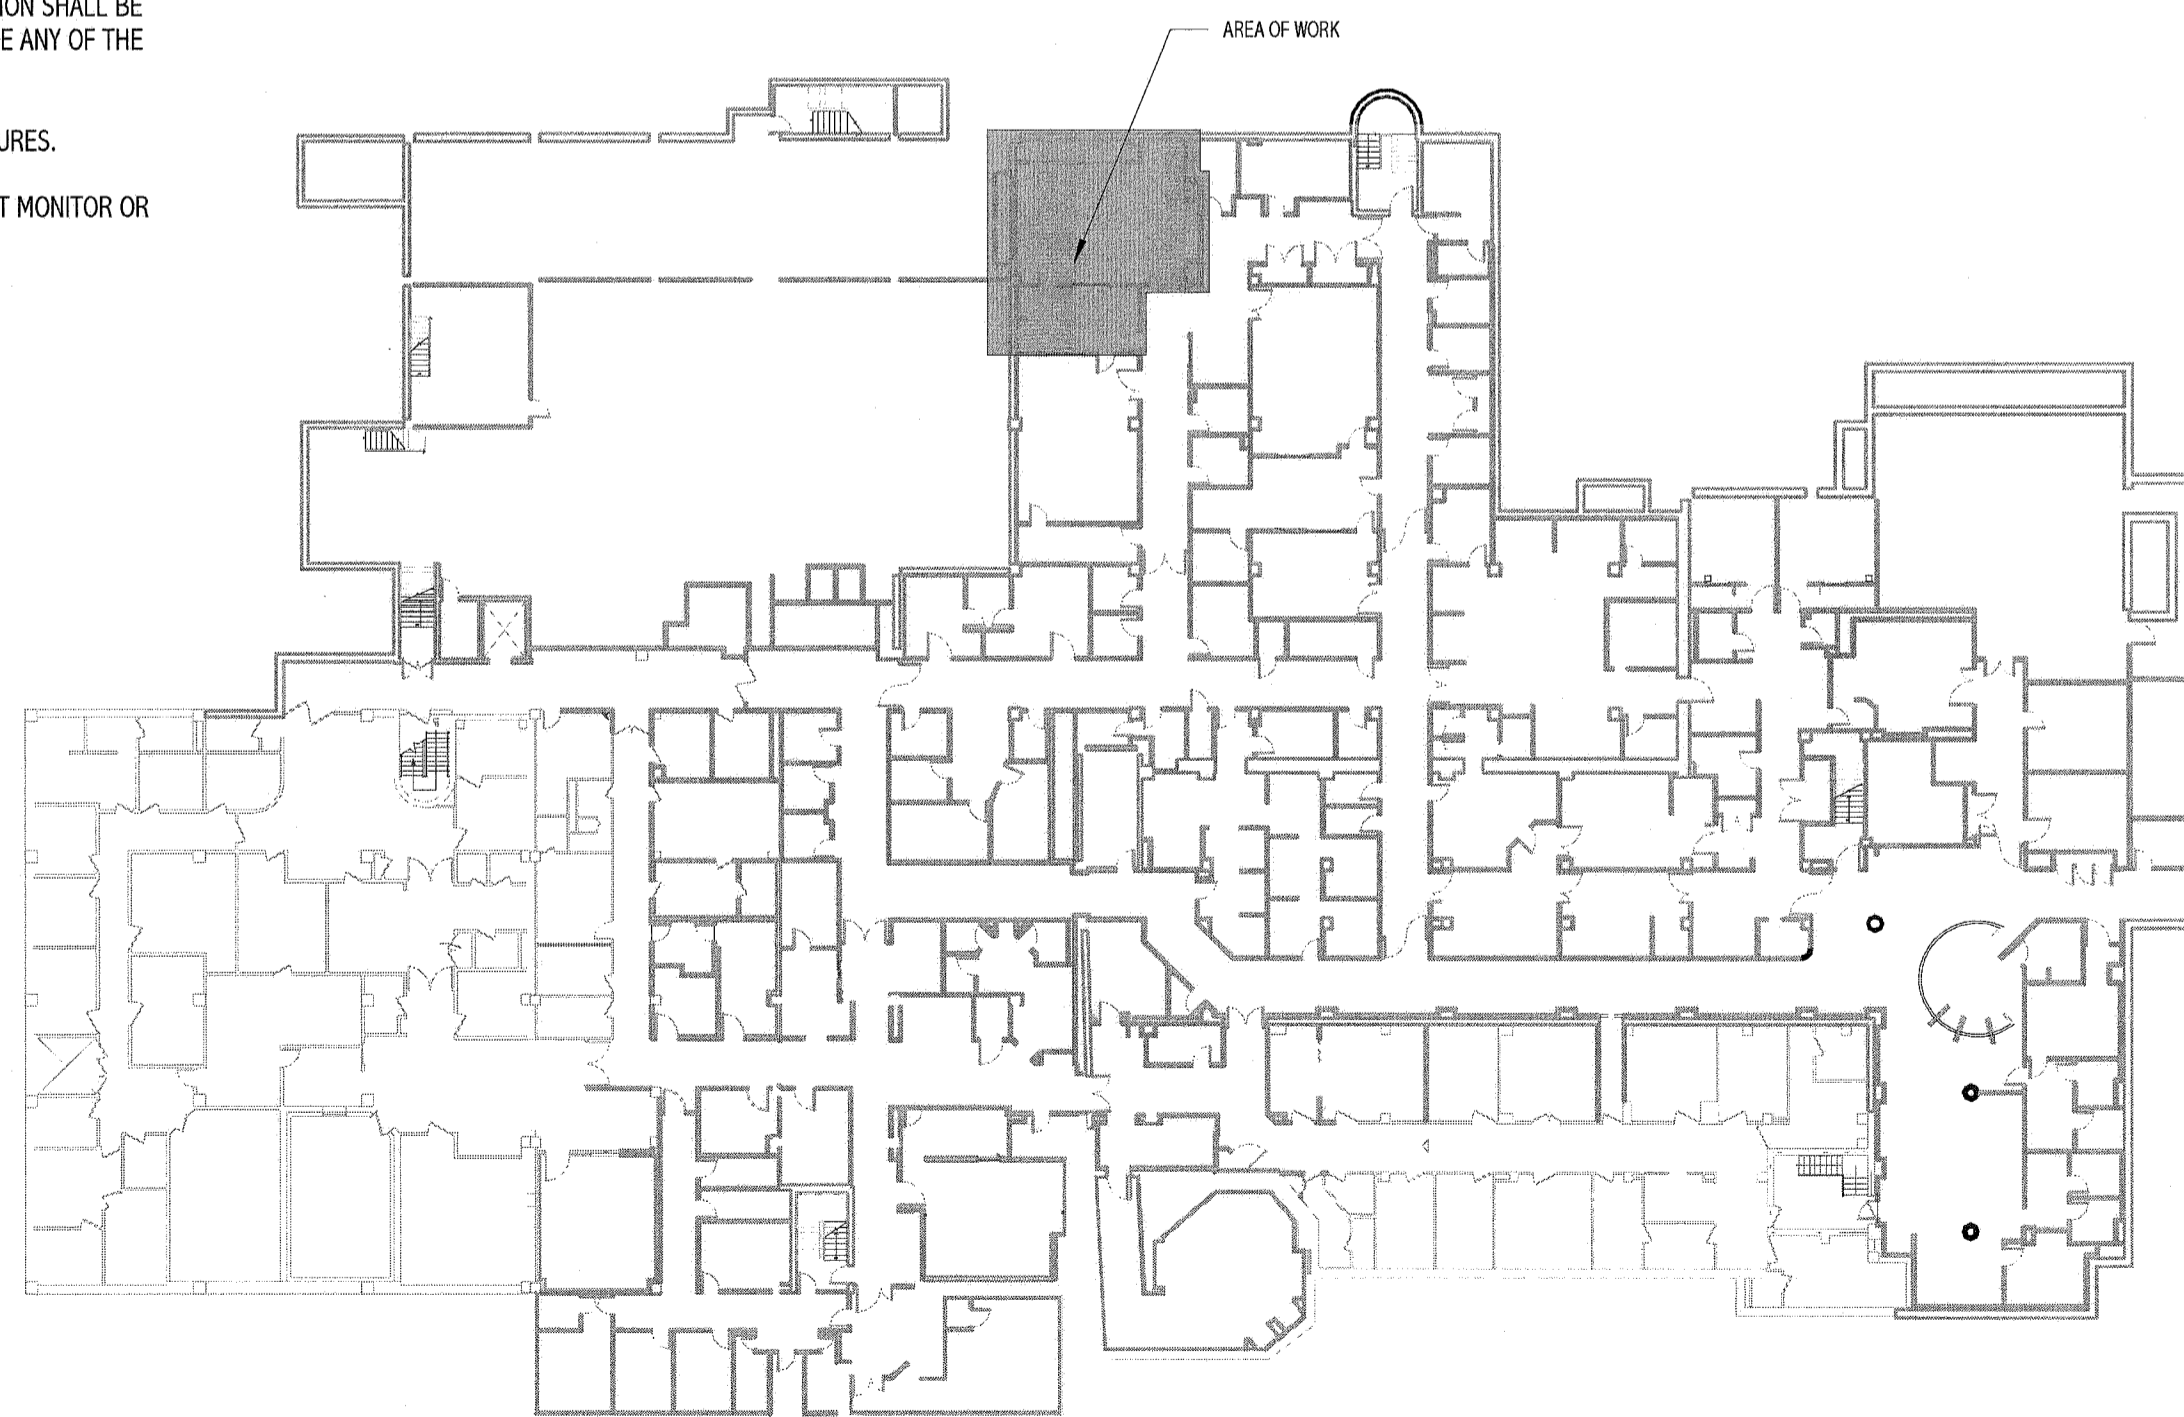 ION SHALL BE
E ANY OF THE
URES.
T MONITOR OR
AREA OF WORK